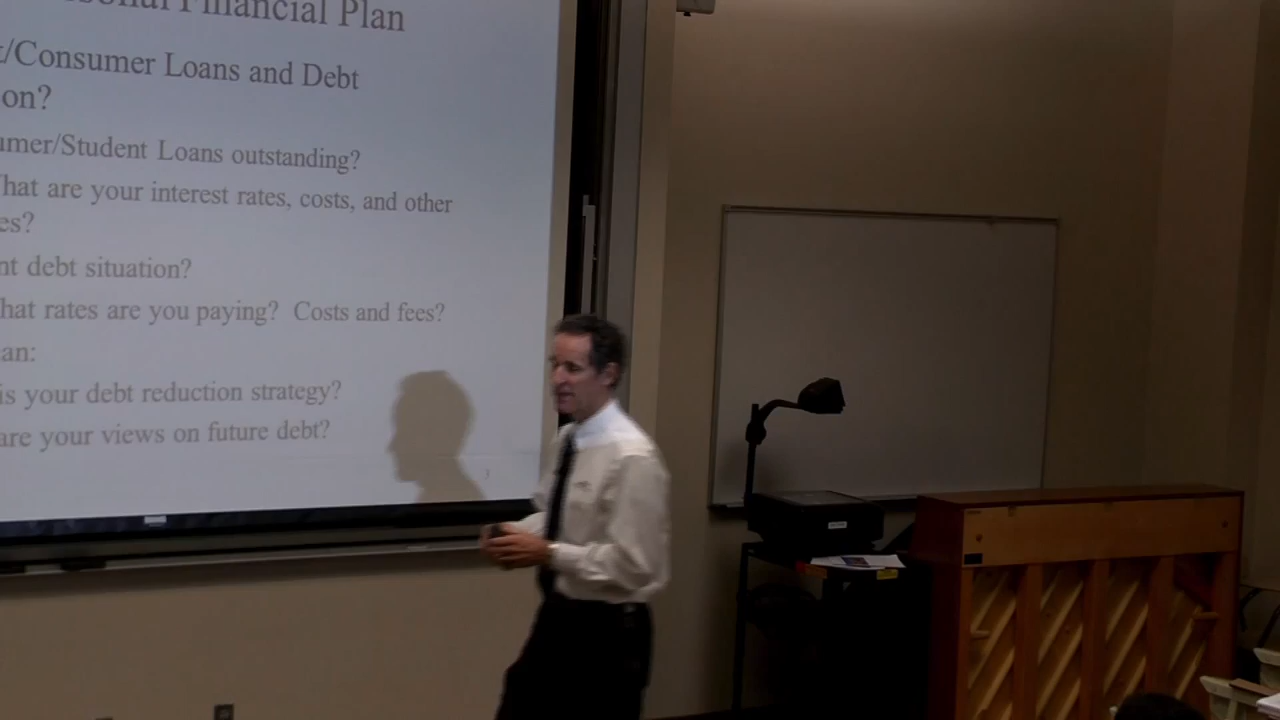 Financial Plan
/Consumer Loans and Debt
on?
umer/Student Loans outstanding?
hat are your interest rates, costs, and other
es?
nt debt situation?
hat rates are you paying? Costs and fees?
an:
is your debt reduction strategy?
are your views on future debt?